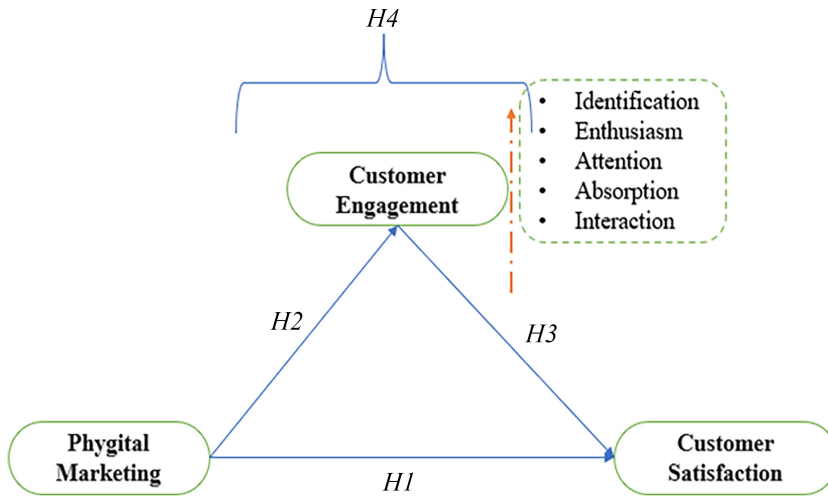 H4
• Identification
• Enthusiasm
• Attention
• Absorption
• Interaction
Customer
Engagement
H2
H3
Phygital
Marketing
H1
Customer
Satisfaction